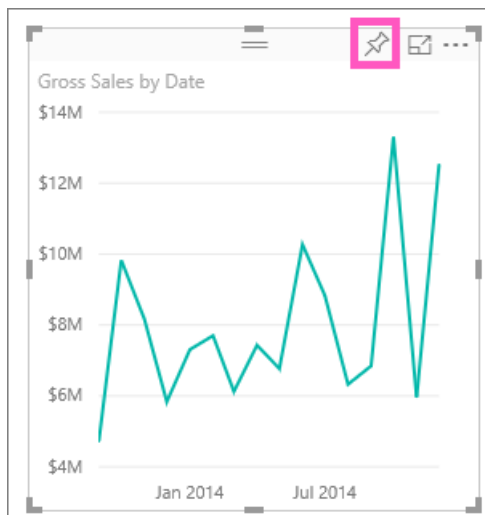 Gross Sales by Date
$14M
$12M
$10M
$8M
$6M
$4M
Jan 2014 Jul 2014